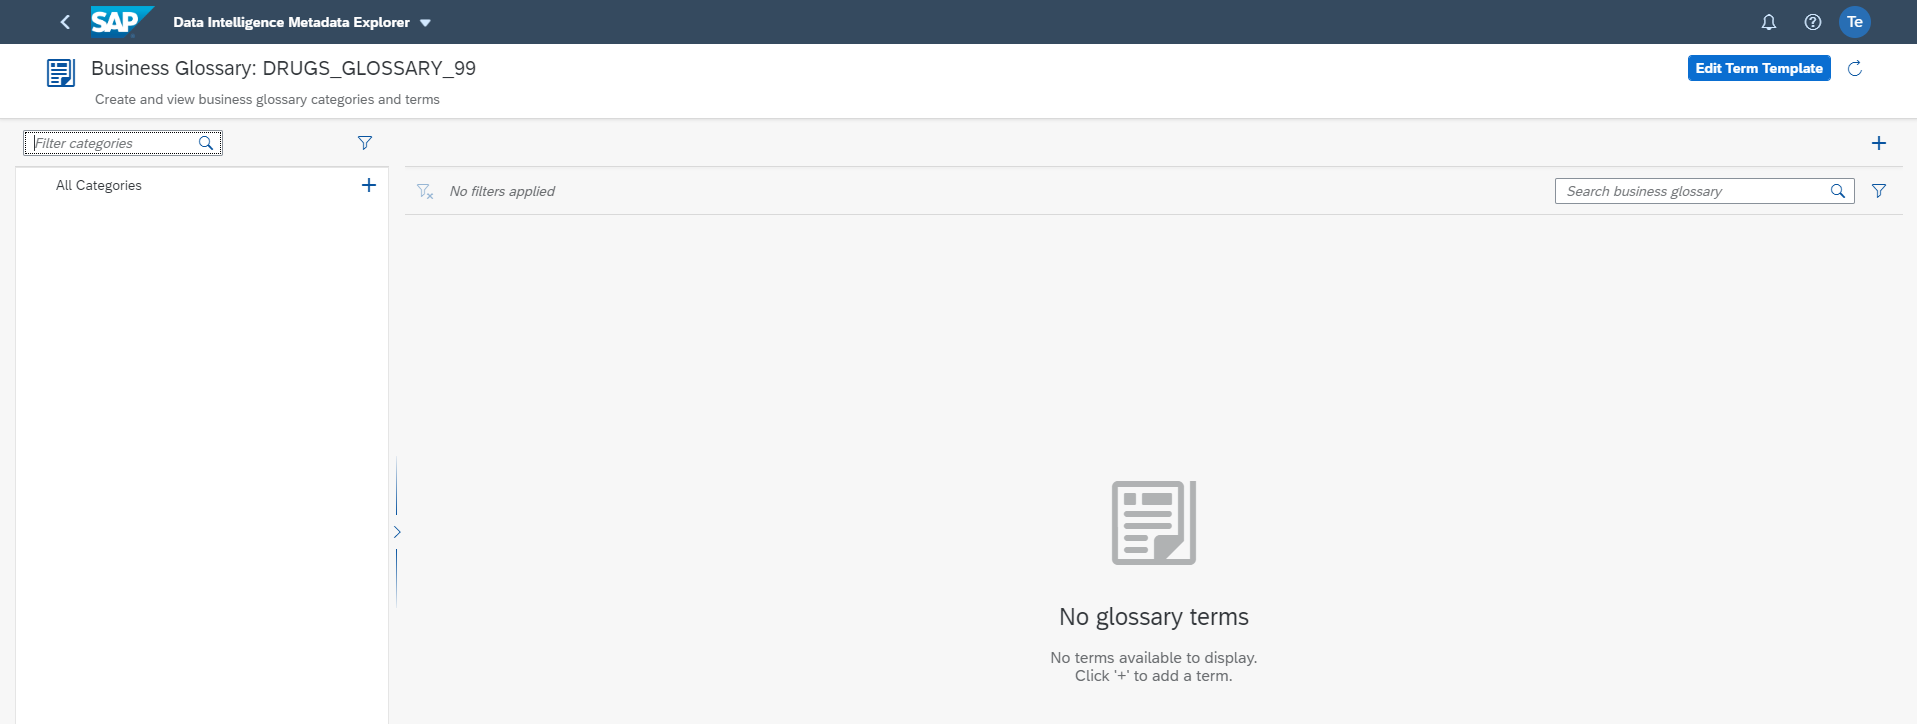 SAP Data Intelligence Metadata Explorer
Te
Business Glossary: DRUGS_GLOSSARY_99
Edit Term Template
Create and view business glossary categories and terms
Filter categories
All Categories
No filters applied
Search business glossary
No glossary terms
No terms available to display.
Click '+' to add a term.